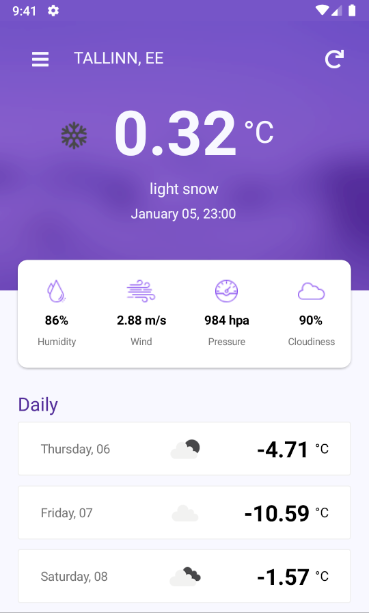 9:41
TALLINN, EE
0.32 °C
light snow
January 05, 23:00
86% 2.88 m/s 984 hpa 90%
Humidity Wind Pressure Cloudiness
Daily
Thursday, 06 -4.71 °C
Friday, 07 -10.59 °C
Saturday, 08 -1.57 °C